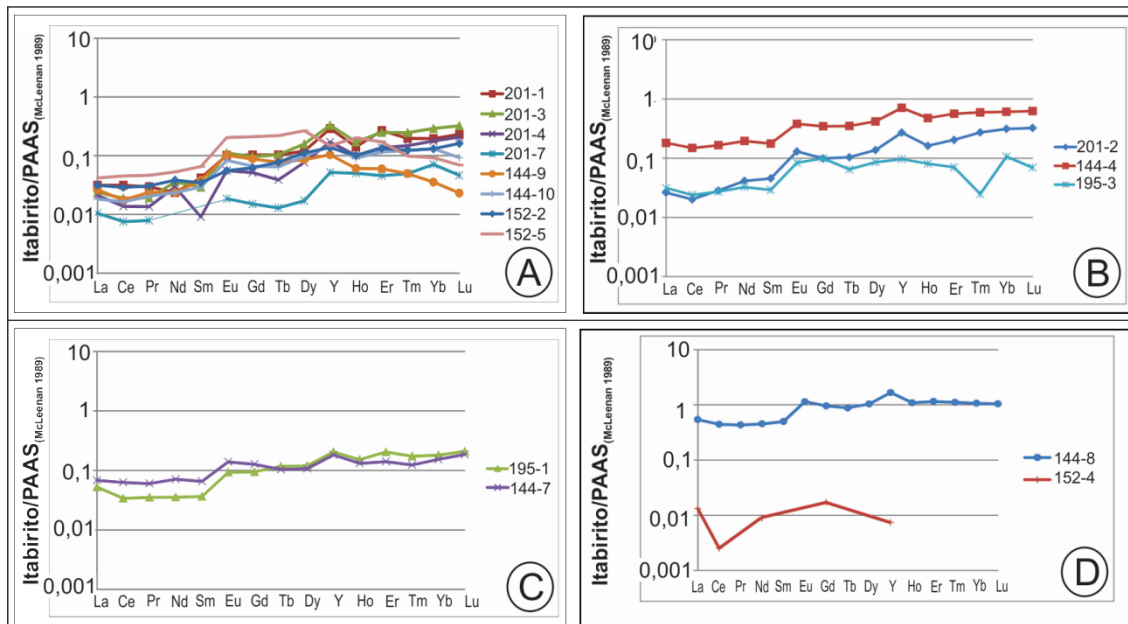 Itabirito/PAAS(McLeenan 1989)
10
1
0,1
0,01
0,001
La Ce Pr Nd Sm Eu Gd Tb Dy Y Ho Er Tm Yb Lu
201-1
201-3
201-4
201-7
144-9
144-10
152-2
152-5
A
Itabirito/PAAS(McLeenan 1989)
10
1
0,1
0,01
0,001
La Ce Pr Nd Sm Eu Gd Tb Dy Y Ho Er Tm Yb Lu
201-2
144-4
195-3
B
Itabirito/PAAS(McLeenan 1989)
10
1
0,1
0,01
0,001
La Ce Pr Nd Sm Eu Gd Tb Dy Y Ho Er Tm Yb Lu
195-1
144-7
C
Itabirito/PAAS(McLeenan 1989)
10
1
0,1
0,01
0,001
La Ce Pr Nd Sm Eu Gd Tb Dy Y Ho Er Tm Yb Lu
144-8
152-4
D